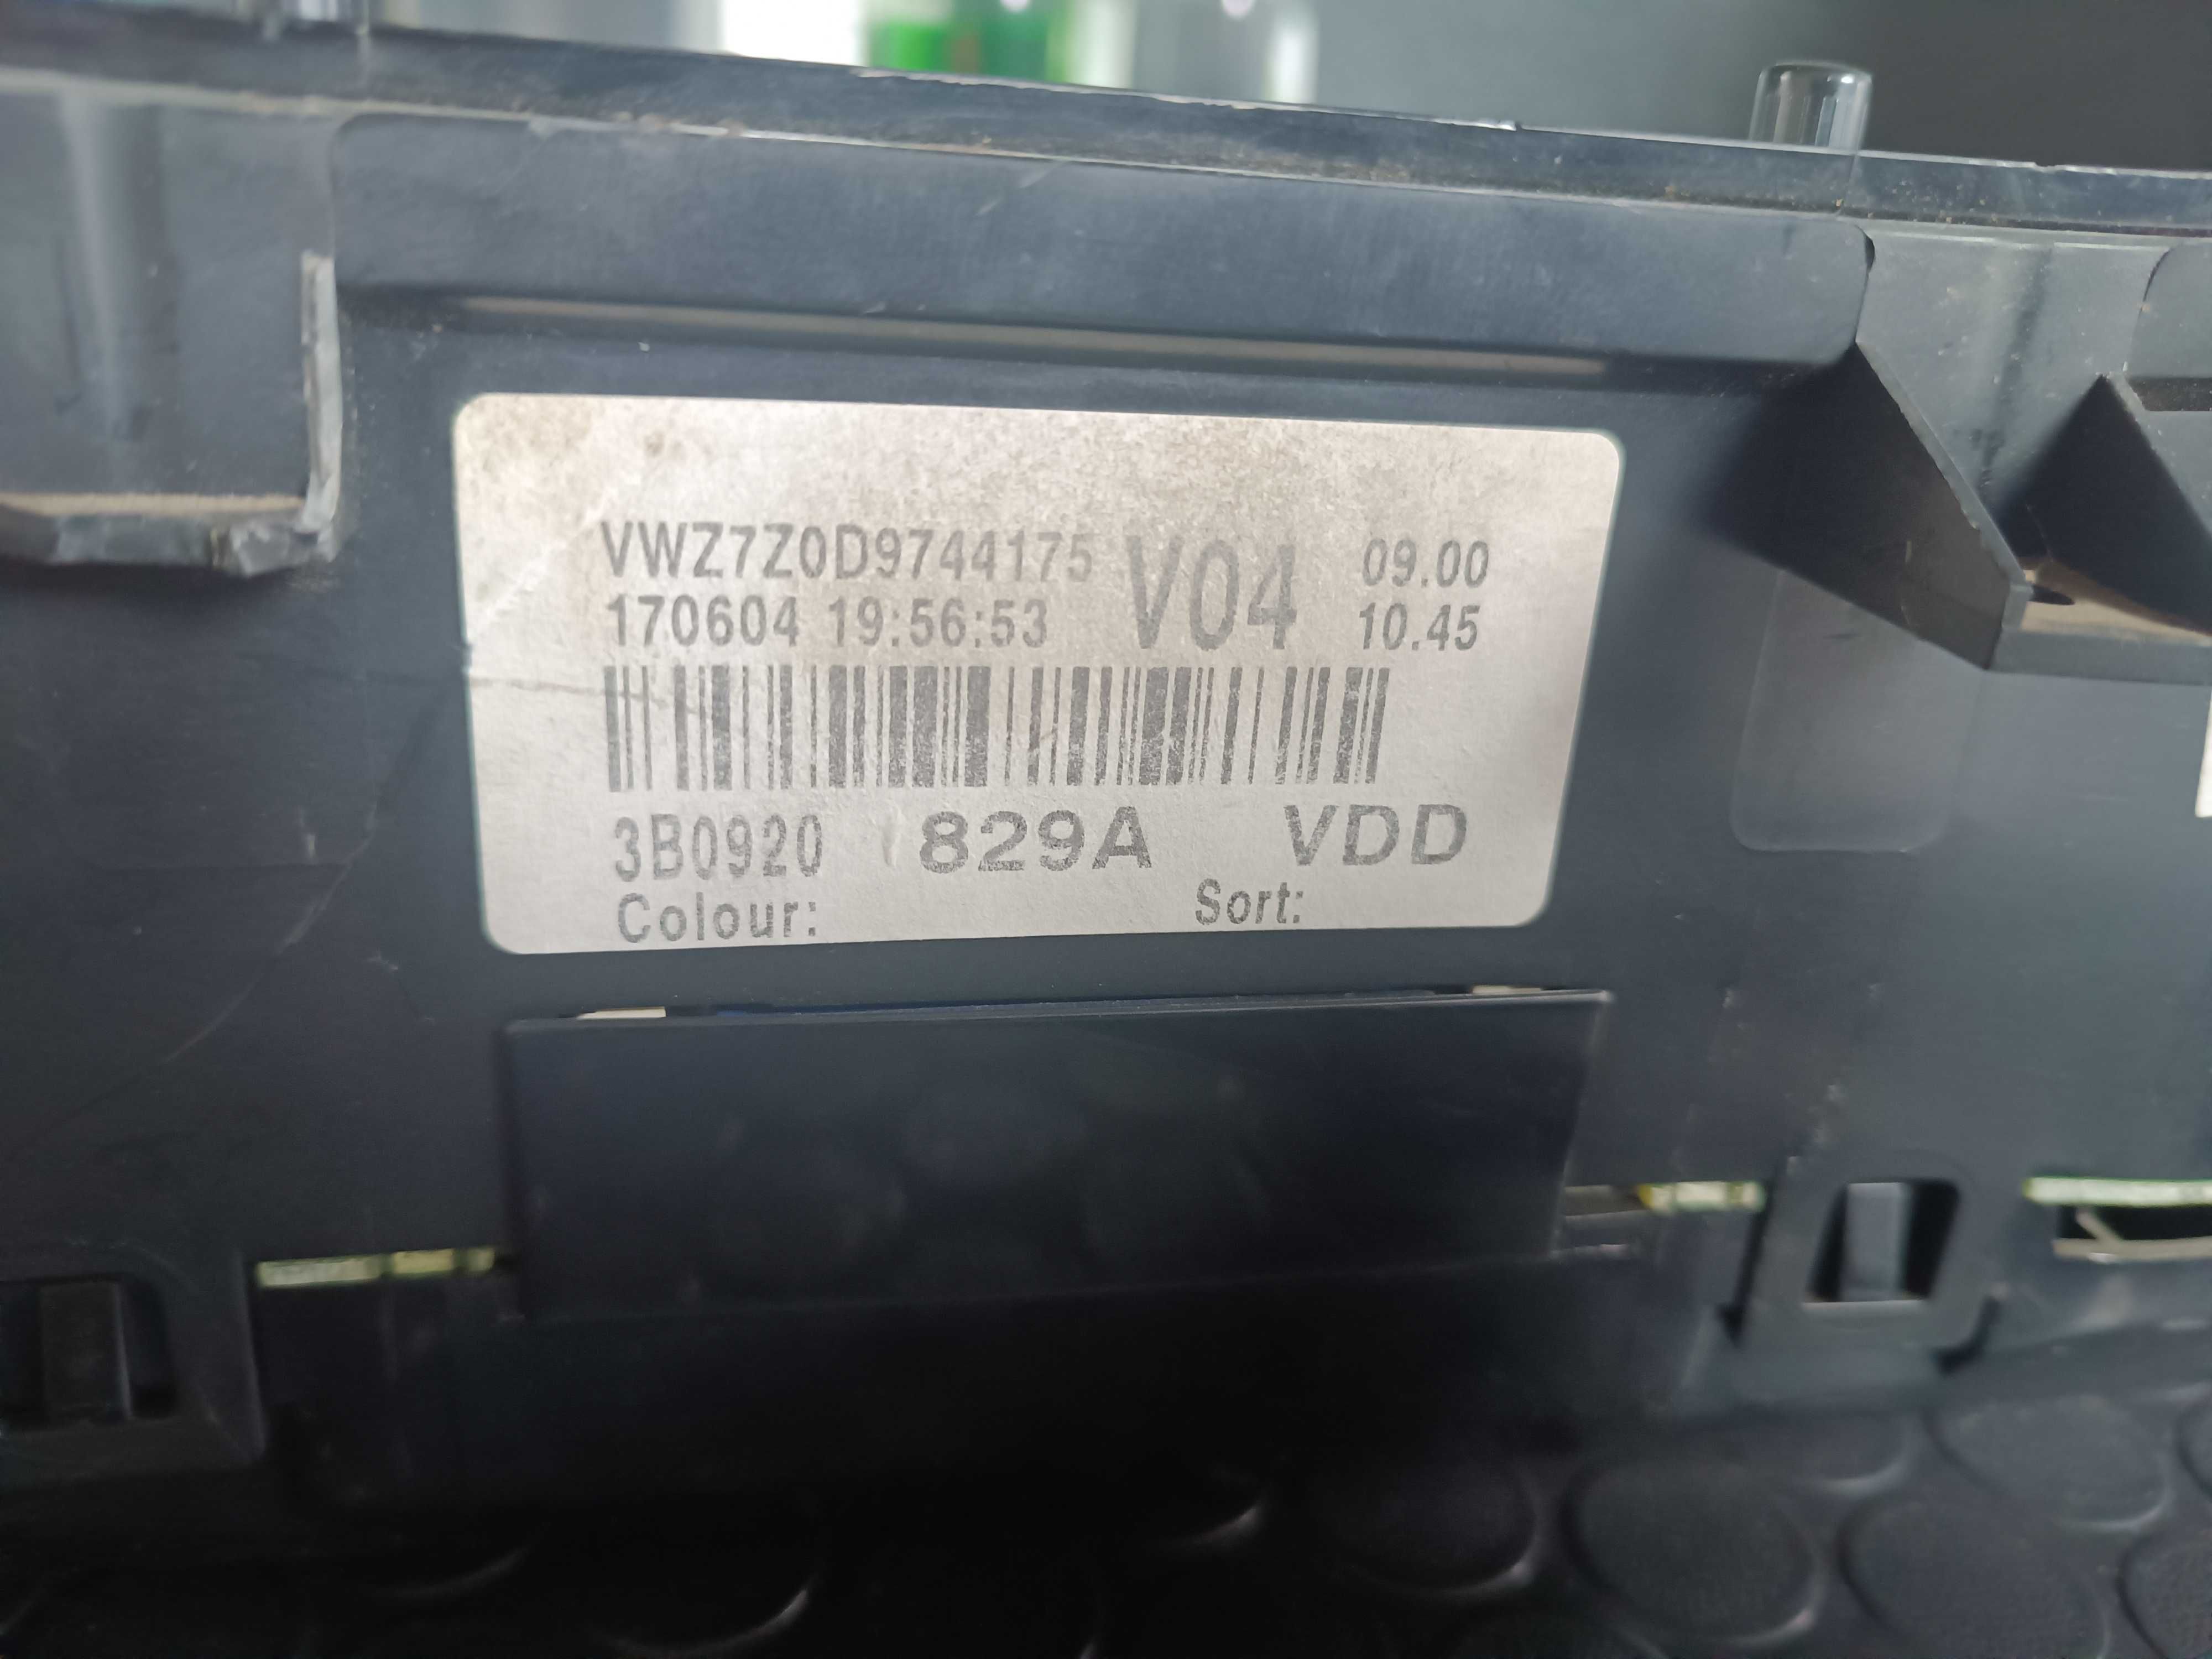 VWZ7Z0D9744175 V04 09.00
170604 19:56:53 10.45
3B0920 829A VDD
Colour: Sort: